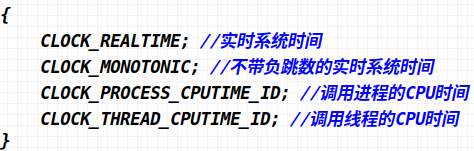 {
CLOCK_REALTIME; //实时系统时间
CLOCK_MONOTONIC; //不带负跳数的实时系统时间
CLOCK_PROCESS_CPUTIME_ID; //调用进程的CPU时间
CLOCK_THREAD_CPUTIME_ID; //调用线程的CPU时间
}